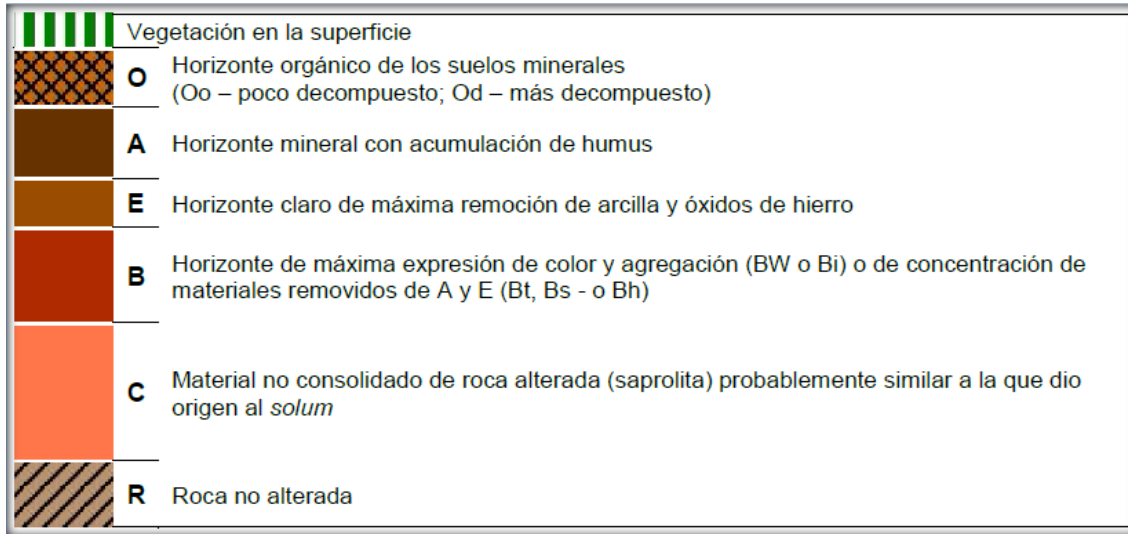 Vegetación en la superficie
O Horizonte orgánico de los suelos minerales
(Oo – poco decompuesto; Od – más decompuesto)
A Horizonte mineral con acumulación de humus
E Horizonte claro de máxima remoción de arcilla y óxidos de hierro
B Horizonte de máxima expresión de color y agregación (BW o Bi) o de concentración de
materiales removidos de A y E (Bt, Bs - o Bh)
C Material no consolidado de roca alterada (saprolita) probablemente similar a la que dio
origen al solum
R Roca no alterada